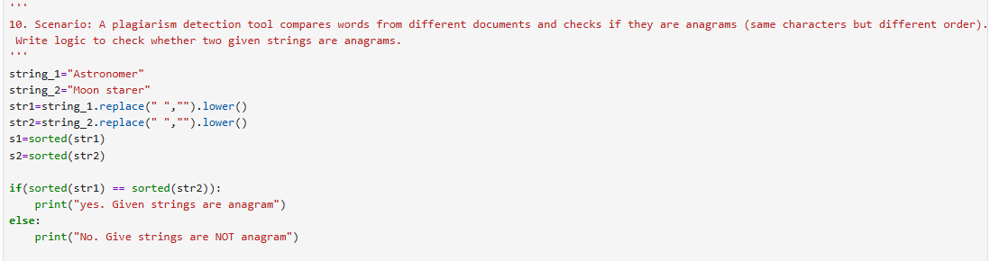 '''
10. Scenario: A plagiarism detection tool compares words from different documents and checks if they are anagrams (same characters but different order).
 Write logic to check whether two given strings are anagrams.
'''
string_1="Astronomer"
string_2="Moon starer"
str1=string_1.replace(" ","").lower()
str2=string_2.replace(" ","").lower()
s1=sorted(str1)
s2=sorted(str2)

if(sorted(str1) == sorted(str2)):
    print("yes. Given strings are anagram")
else:
    print("No. Give strings are NOT anagram")